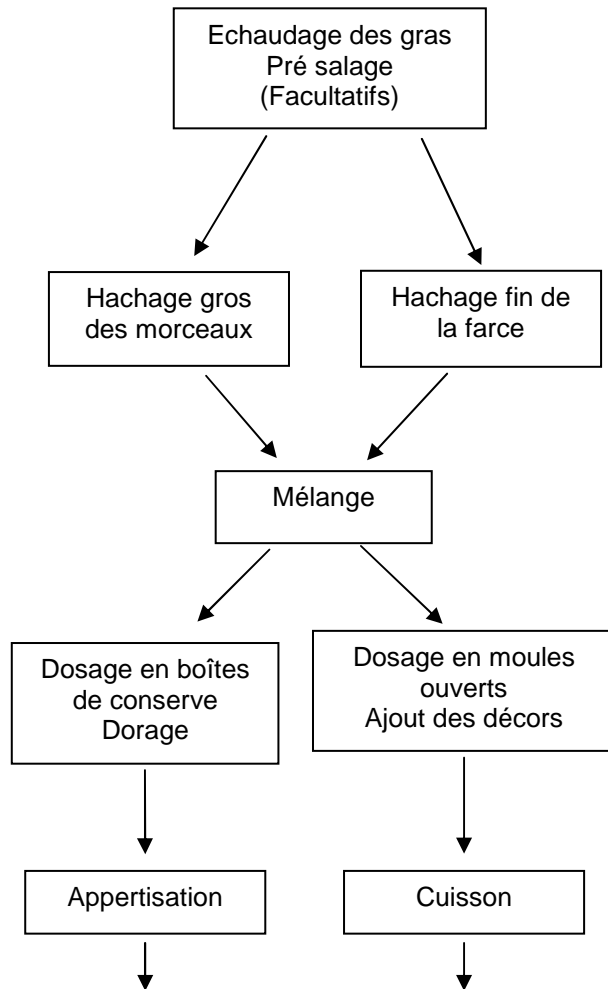 Echaudage des gras
Pré salage
(Facultatifs)
Hachage gros
des morceaux
Hachage fin de
la farce
Mélange
Dosage en boîtes
de conserve
Dorage
Dosage en moules
ouverts
Ajout des décors
Appertisation
Cuisson